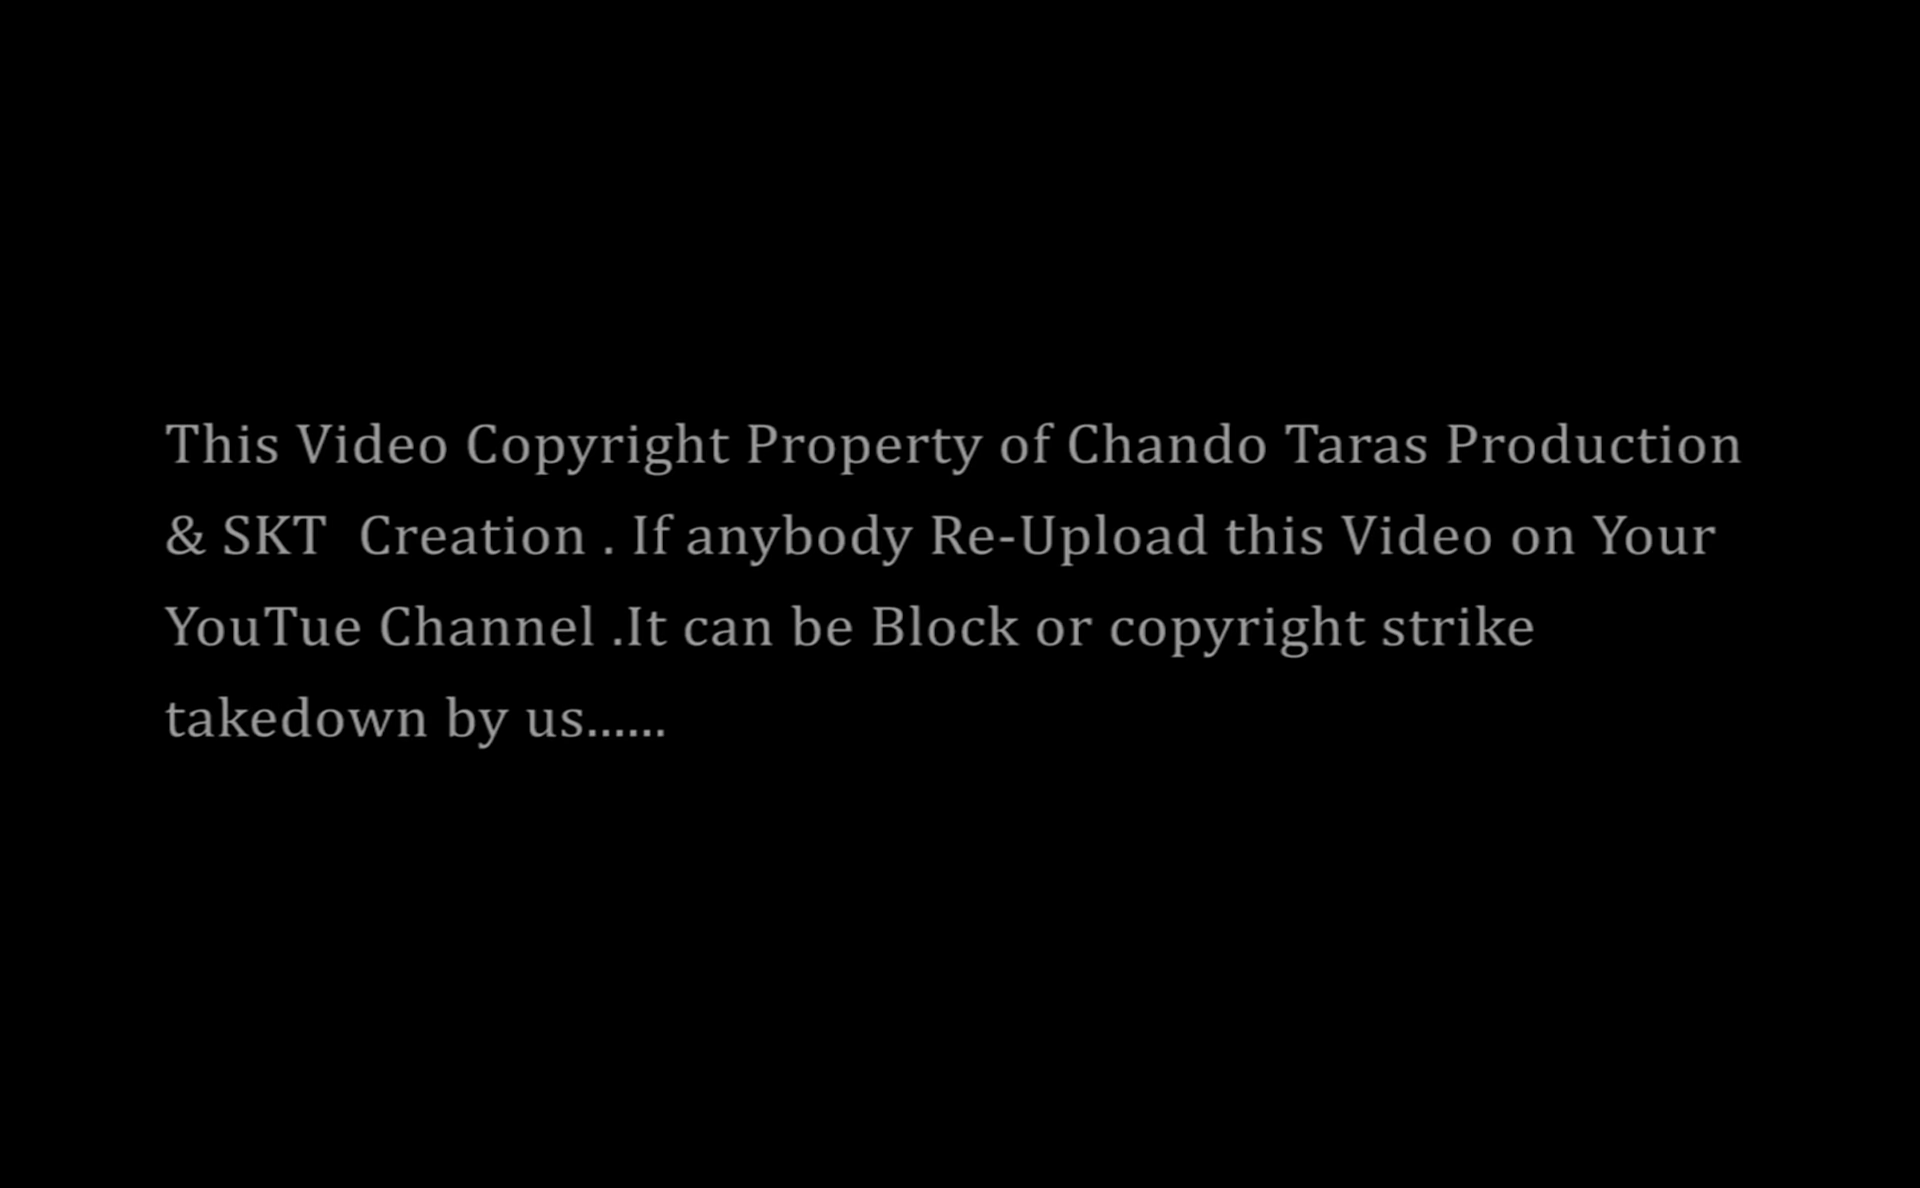 This Video Copyright Property of Chando Taras Production
& SKT  Creation . If anybody Re-Upload this Video on Your
YouTue Channel .It can be Block or copyright strike
takedown by us......